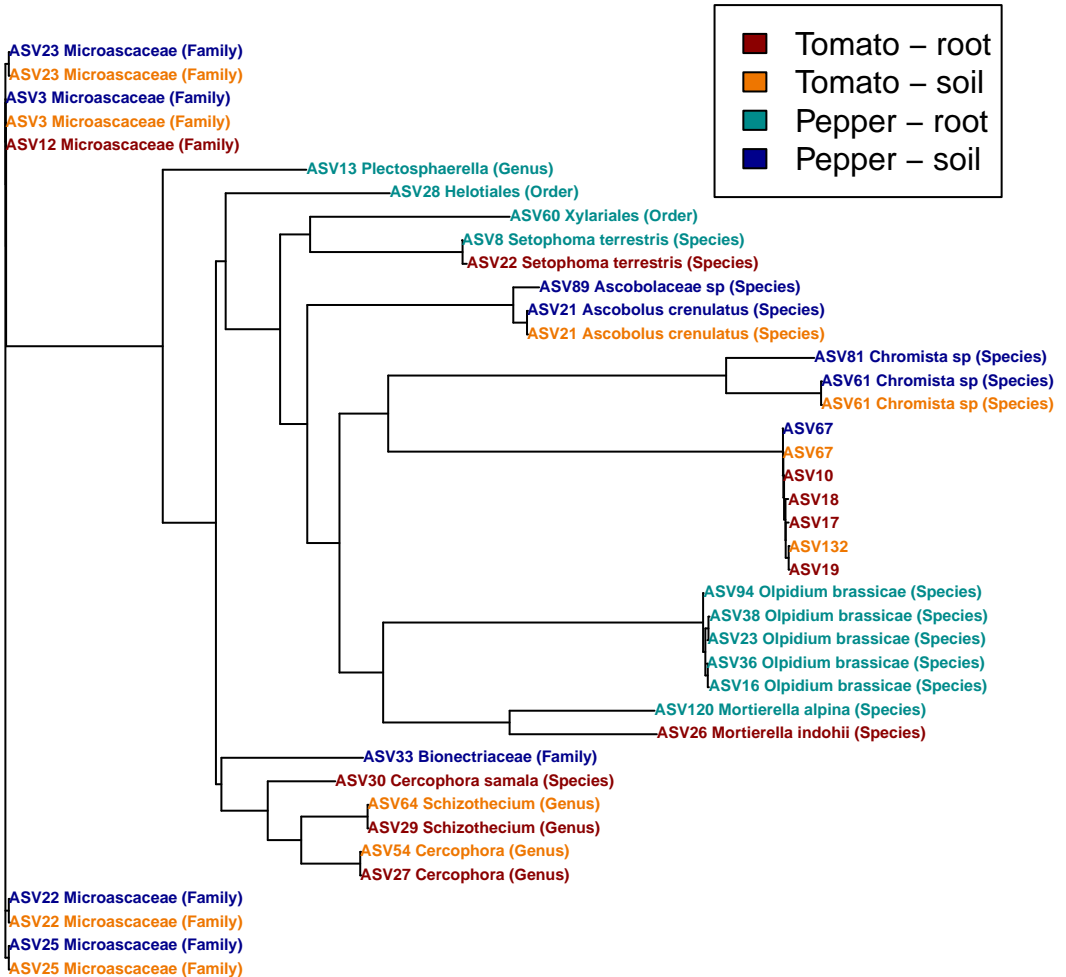 Tomato – root
Tomato – soil
Pepper – root
Pepper – soil
ASV23 Microascaceae (Family)
ASV23 Microascaceae (Family)
ASV3 Microascaceae (Family)
ASV3 Microascaceae (Family)
ASV12 Microascaceae (Family)
ASV13 Plectosphaerella (Genus)
ASV28 Helotiales (Order)
ASV60 Xylariales (Order)
ASV8 Setophoma terrestris (Species)
ASV22 Setophoma terrestris (Species)
ASV89 Ascobolaceae sp (Species)
ASV21 Ascobolus crenulatus (Species)
ASV21 Ascobolus crenulatus (Species)
ASV81 Chromista sp (Species)
ASV61 Chromista sp (Species)
ASV61 Chromista sp (Species)
ASV67
ASV67
ASV10
ASV18
ASV17
ASV132
ASV19
ASV94 Olpidium brassicae (Species)
ASV38 Olpidium brassicae (Species)
ASV23 Olpidium brassicae (Species)
ASV36 Olpidium brassicae (Species)
ASV16 Olpidium brassicae (Species)
ASV120 Mortierella alpina (Species)
ASV26 Mortierella indohii (Species)
ASV33 Bionectriaceae (Family)
ASV30 Cercophora samala (Species)
ASV64 Schizothecium (Genus)
ASV29 Schizothecium (Genus)
ASV54 Cercophora (Genus)
ASV27 Cercophora (Genus)
ASV22 Microascaceae (Family)
ASV22 Microascaceae (Family)
ASV25 Microascaceae (Family)
ASV25 Microascaceae (Family)